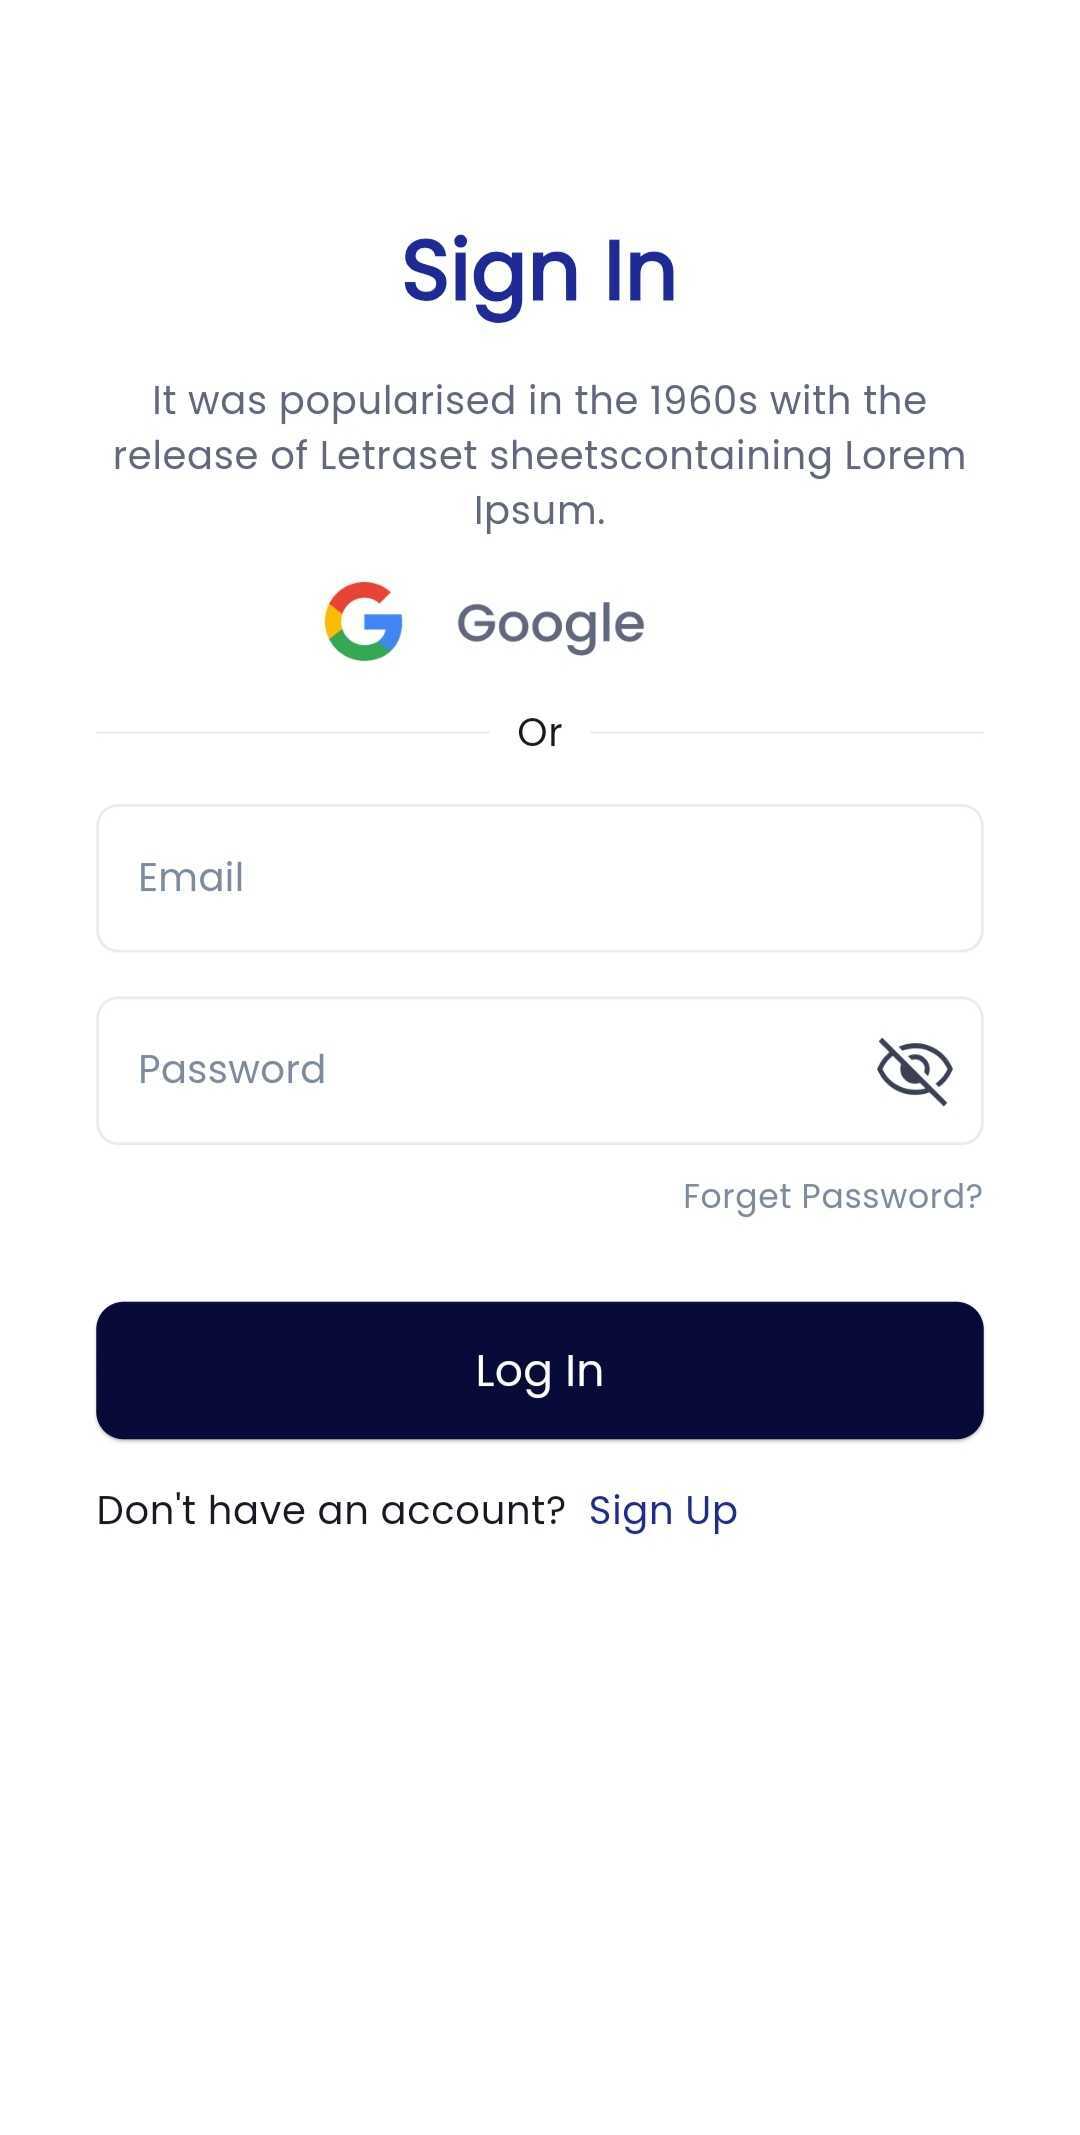 Sign In
It was popularised in the 1960s with the
release of Letraset sheetscontaining Lorem
Ipsum.
Google
Or
Email
Password
Forget Password?
Log In
Don't have an account? Sign Up